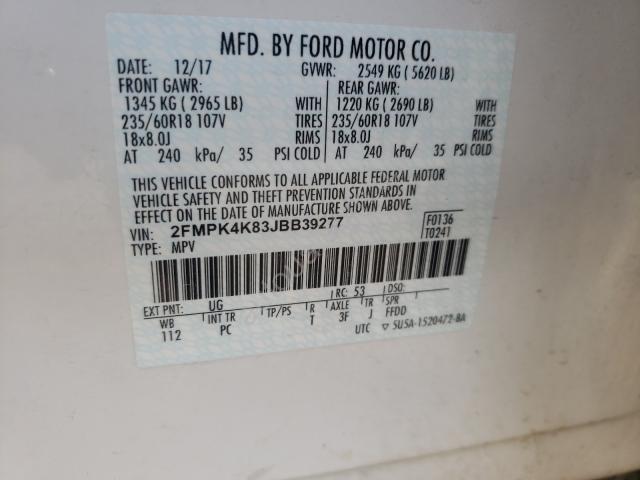 MFD. BY FORD MOTOR CO.
DATE: 12/17 GVWR: 2549 KG ( 5620 LB)
FRONT GAWR: REAR GAWR:
1345 KG ( 2965 LB) WITH 1220 KG ( 2690 LB) WITH
235/60R18 107V TIRES 235/60R18 107V TIRES
18x8.0J RIMS 18x8.0J RIMS
AT 240 kPa/ 35 PSI COLD AT 240 kPa/ 35 PSI COLD
THIS VEHICLE CONFORMS TO ALL APPLICABLE FEDERAL MOTOR
VEHICLE SAFETY AND THEFT PREVENTION STANDARDS IN
EFFECT ON THE DATE OF MANUFACTURE SHOWN ABOVE.
VIN: 2FMPK4K83JBB39277 F0136
TYPE: MPV T0241
EXT PNT: UG RC: 53 DSO:
WB INT TR TP/PS R AXLE TR SPR
112 PC T 3F J FFDD
UTC ▽ 5U5A-1520472-BA